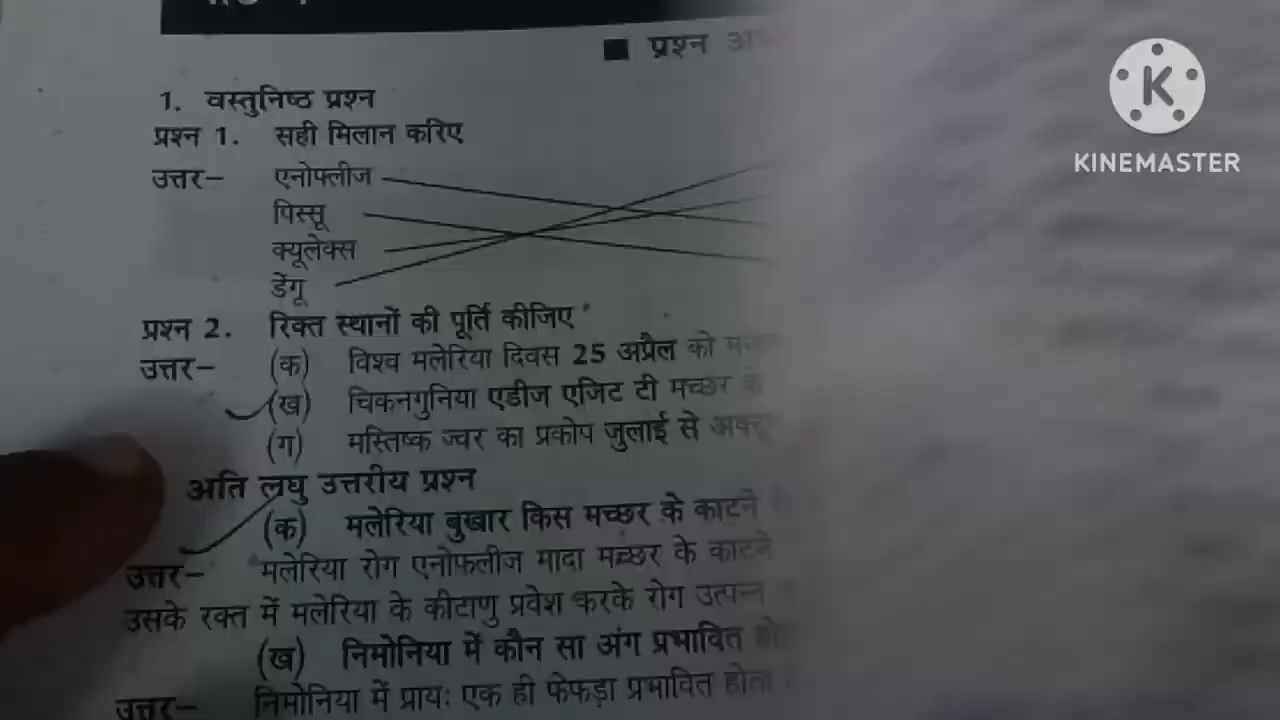 ■ प्रश्न
KINEMASTER
1. वस्तुनिष्ठ प्रश्न
प्रश्न 1. सही मिलान करिए
उत्तर– एनोफ्लीज
पिस्सू
क्यूलेक्स
डेंगू
प्रश्न 2. रिक्त स्थानों की पूर्ति कीजिए
उत्तर– (क) विश्व मलेरिया दिवस 25 अप्रैल को
(ख) चिकनगुनिया एडीज एजिट टी मच्छर के
(ग) मस्तिष्क ज्वर का प्रकोप जुलाई से
अति लघु उत्तरीय प्रश्न
(क) मलेरिया बुखार किस मच्छर के काटने
उत्तर– मलेरिया रोग एनोफलीज मादा मच्छर के काटने
उसके रक्त में मलेरिया के कीटाणु प्रवेश करके रोग उत्पन्न
(ख) निमोनिया में कौन सा अंग प्रभावित
उत्तर– निमोनिया में प्रायः एक ही फेफड़ा प्रभावित होता